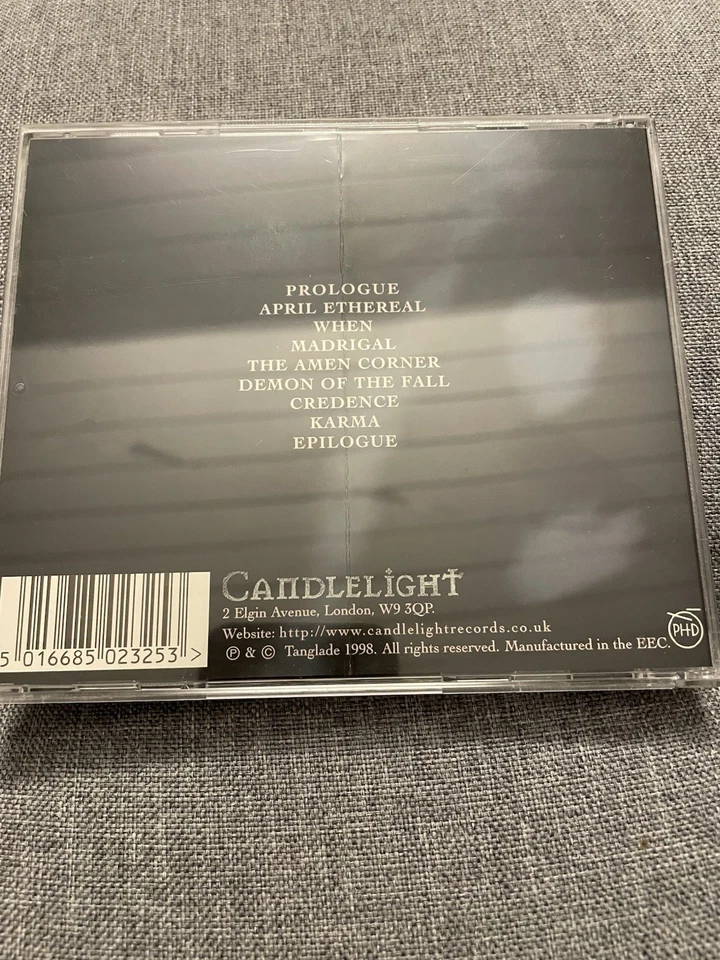 PROLOGUE
APRIL ETHEREAL
WHEN
MADRIGAL
THE AMEN CORNER
DEMON OF THE FALL
CREDENCE
KARMA
EPILOGUE
CANDLELIGHT
2 Elgin Avenue, London, W9 3QP.
Website: http://www.candlelightrecords.co.uk
℗ & © Tanglade 1998. All rights reserved. Manufactured in the EEC.
PHD
5 016685 023253 >